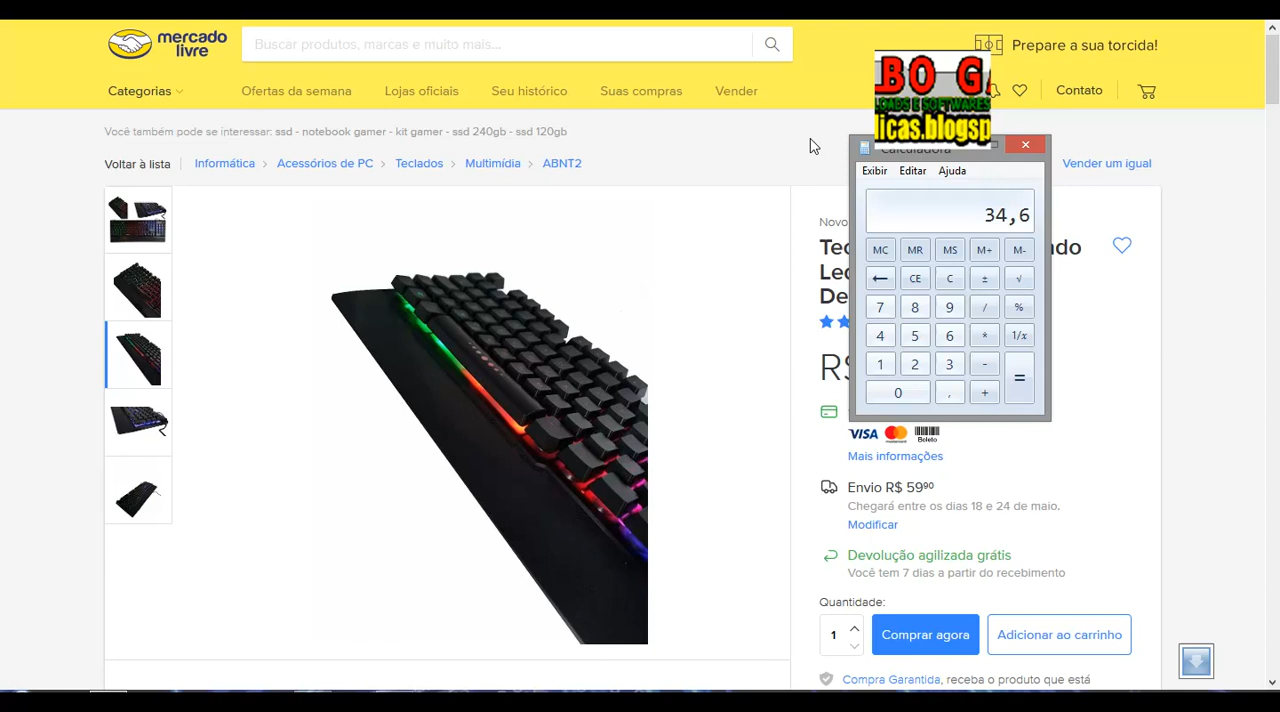 mercado
livre
Buscar produtos, marcas e muito mais...
Prepare a sua torcida!
Categorias
Ofertas da semana
Lojas oficiais
Seu histórico
Suas compras
Vender
Contato
BO G
LOADS E SOFTWARES
licas.blogsp
Você também pode se interessar: ssd - notebook gamer - kit gamer - ssd 240gb - ssd 120gb
Voltar à lista
Informática > Acessórios de PC > Teclados > Multimídia > ABNT2
Vender um igual
Calculadora
Exibir Editar Ajuda
34,6
MC MR MS M+ M-
← CE C ± √
7 8 9 / %
4 5 6 * 1/x
1 2 3 - =
0 , +
Novo
Tec
ado
Led
De
R$
VISA mastercard Boleto
Mais informações
Envio R$ 5990
Chegará entre os dias 18 e 24 de maio.
Modificar
Devolução agilizada grátis
Você tem 7 dias a partir do recebimento
Quantidade:
1
Comprar agora
Adicionar ao carrinho
Compra Garantida, receba o produto que está